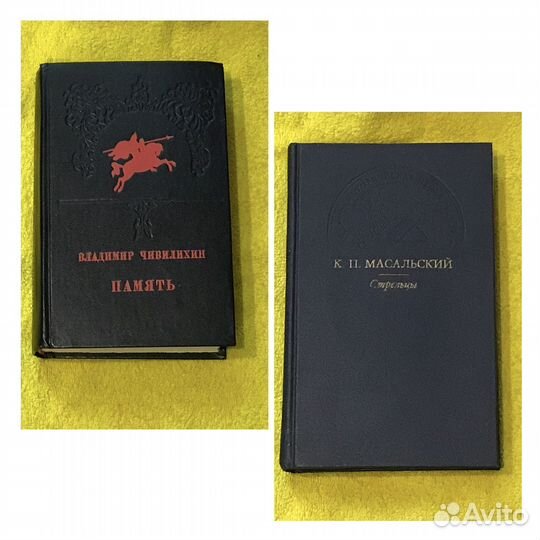 ВЛАДИМИР ЧИВИЛИХИН
ПАМЯТЬ
К. П. МАСАЛЬСКИЙ
Стрельцы
Avito